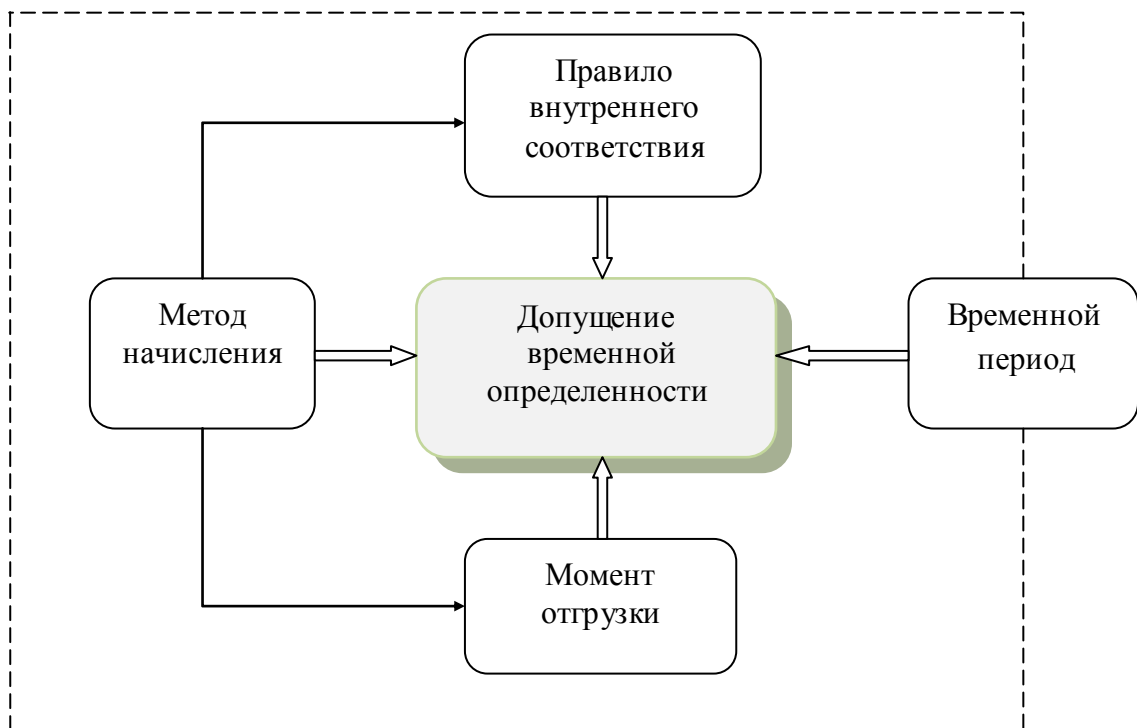 Правило
внутреннего
соответствия
Метод
начисления
Допущение
временной
определенности
Временной
период
Момент
отгрузки